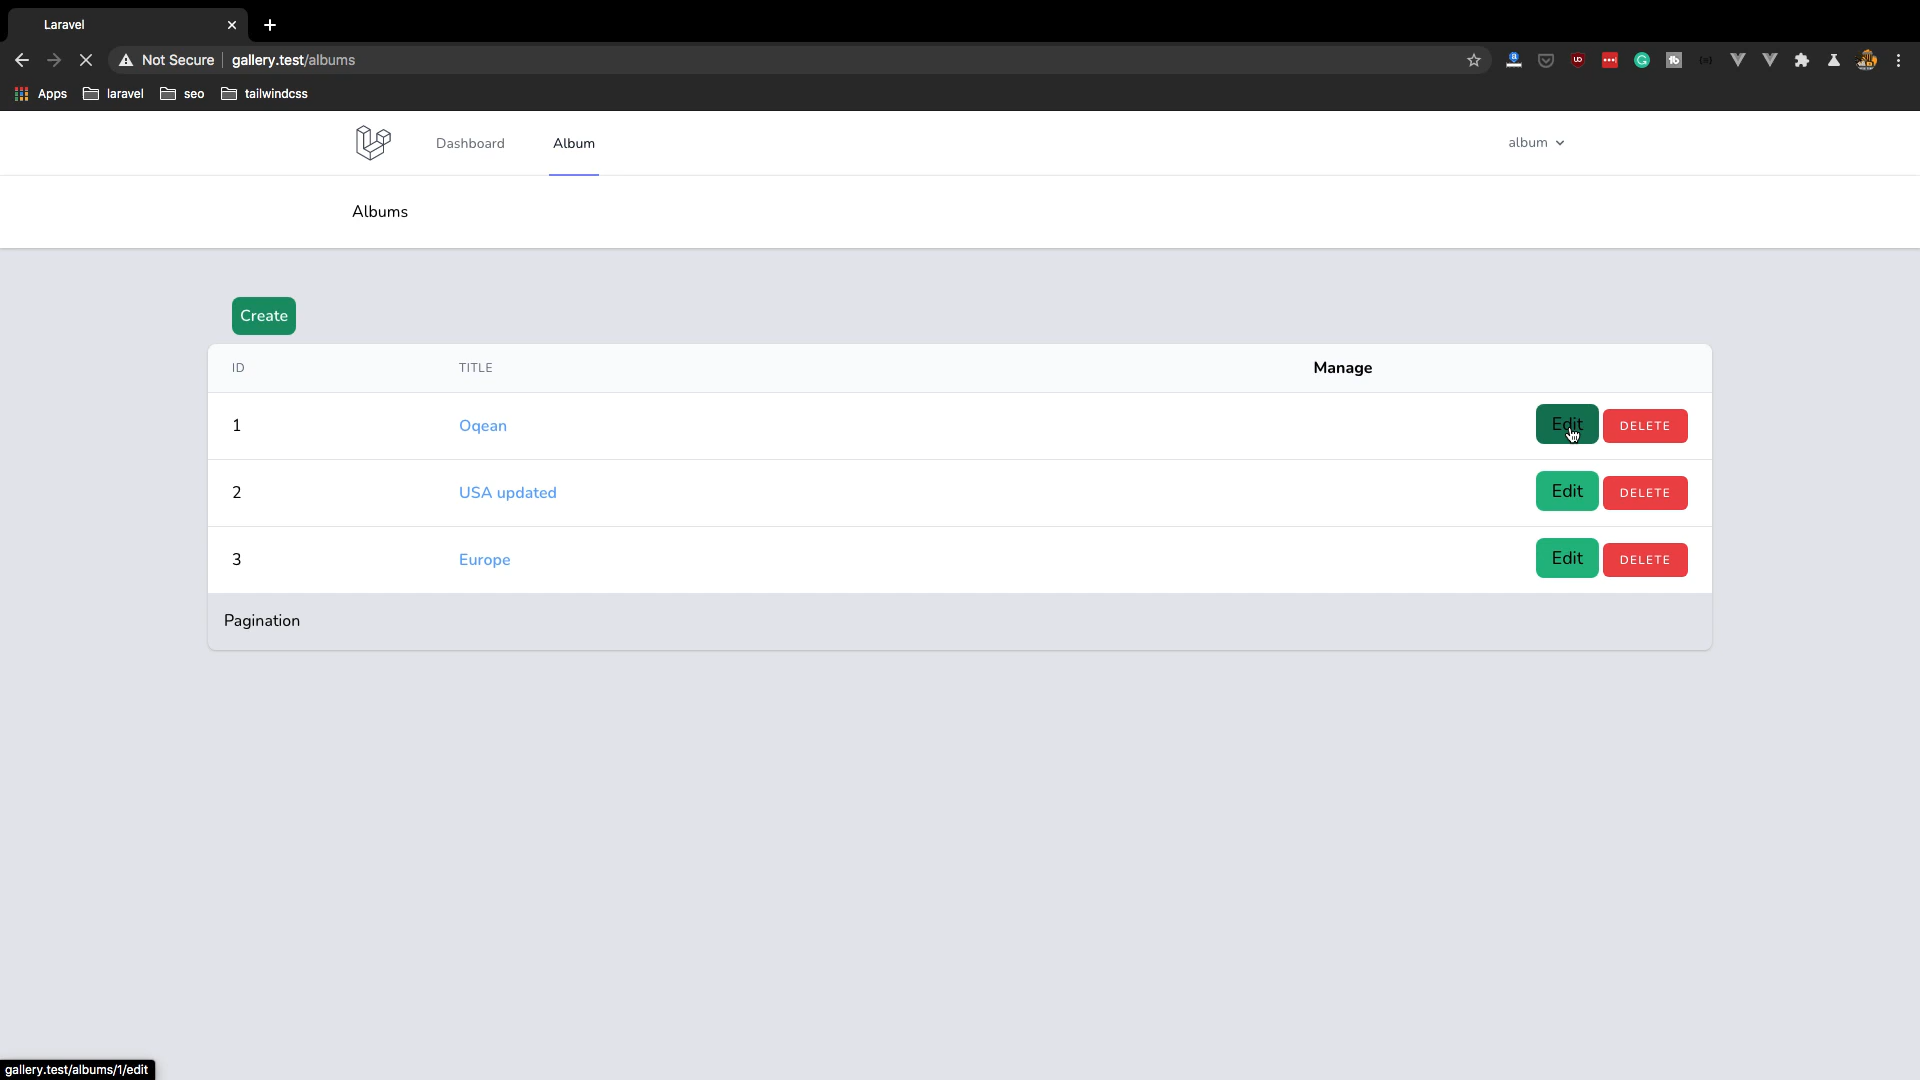 Laravel
Not Secure gallery.test/albums
Apps laravel seo tailwindcss
Dashboard Album album
Albums
Create
ID TITLE Manage
1 Oqean Edit DELETE
2 USA updated Edit DELETE
3 Europe Edit DELETE
Pagination
gallery.test/albums/1/edit